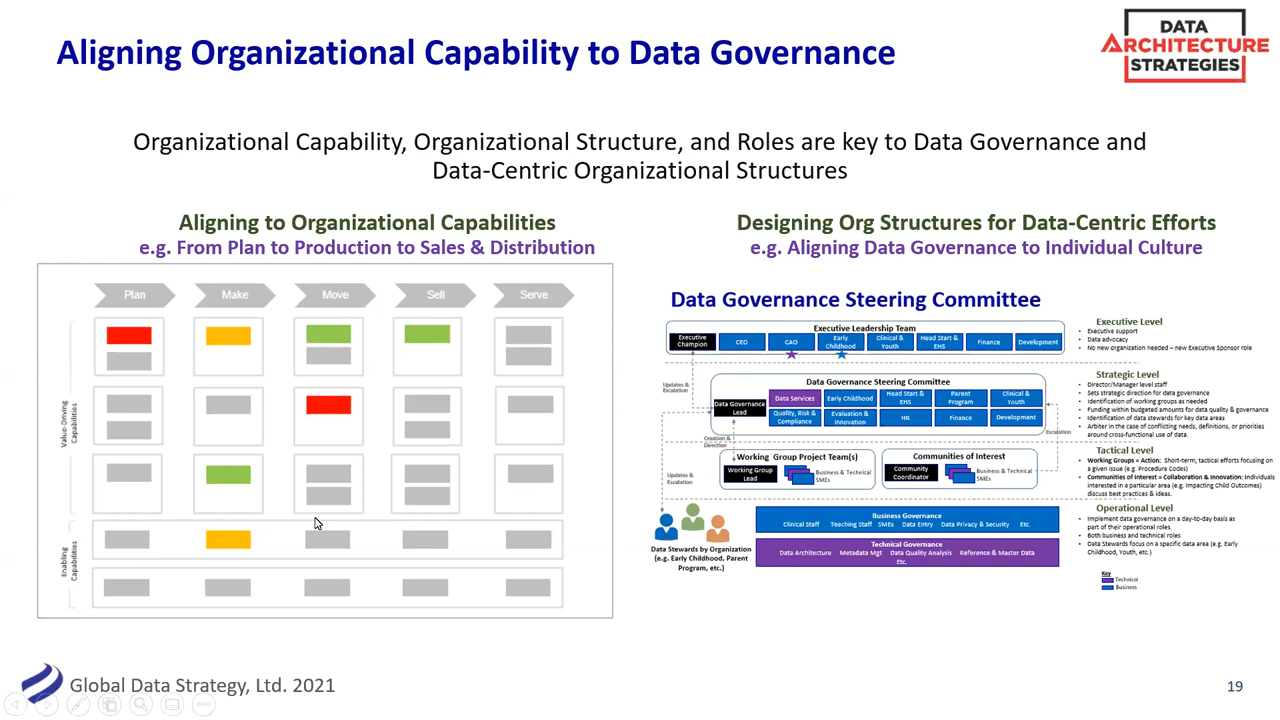 Aligning Organizational Capability to Data Governance
DATA
ARCHITECTURE
STRATEGIES
Organizational Capability, Organizational Structure, and Roles are key to Data Governance and
Data-Centric Organizational Structures
Aligning to Organizational Capabilities
e.g. From Plan to Production to Sales & Distribution
Plan
Make
Move
Sell
Serve
Value-Driving
Capabilities
Enabling
Capabilities
Designing Org Structures for Data-Centric Efforts
e.g. Aligning Data Governance to Individual Culture
Data Governance Steering Committee
Executive Leadership Team
Executive
Champion
CEO
CAO
Early
Childhood
Clinical &
Youth
Head Start &
EHS
Finance
Development
Executive Level
• Executive support
• Data advocacy
• No new organization needed – new Executive Sponsor role
Updates &
Escalation
Data Governance Steering Committee
Data Governance
Lead
Data Services
Early Childhood
Head Start &
EHS
Parent
Program
Clinical &
Youth
Quality, Risk &
Compliance
Evaluation &
Innovation
HR
Finance
Development
Strategic Level
• Director/Manager level staff
• Sets strategic direction for data governance
• Identification of working groups as needed
• Funding within budgeted amounts for data quality & governance
• Identification of data stewards for key data areas
• Arbiter in the case of conflicting needs, definitions, or priorities
around cross-functional use of data.
Creation &
Direction
Escalation
Working Group Project Team(s)
Working Group
Lead
Business & Technical
SMEs
Communities of Interest
Community
Coordinator
Business & Technical
SMEs
Updates &
Escalation
Tactical Level
• Working Groups = Action: Short-term, tactical efforts focusing on
a given issue (e.g. Procedure Codes)
• Communities of Interest = Collaboration & Innovation: Individuals
interested in a particular area (e.g. Impacting Child Outcomes)
discuss best practices & ideas.
Data Stewards by Organization
(e.g. Early Childhood, Parent
Program, etc.)
Business Governance
Clinical Staff Teaching Staff SMEs Data Entry Data Privacy & Security Etc.
Technical Governance
Data Architecture Metadata Mgt Data Quality Analysis Reference & Master Data
Etc.
Operational Level
• Implement data governance on a day-to-day basis as
part of their operational roles.
• Both business and technical roles
• Data Stewards focus on a specific data area (e.g. Early
Childhood, Youth, etc.)
Key
Technical
Business
Global Data Strategy, Ltd. 2021
19